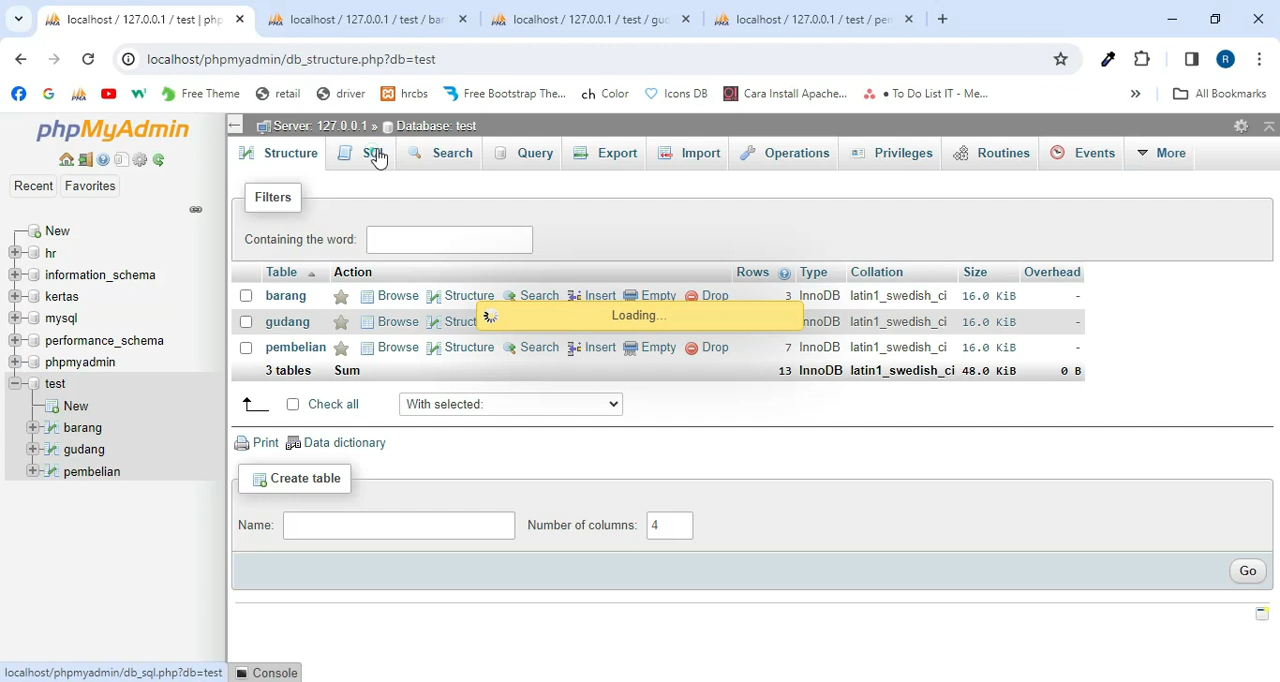 localhost / 127.0.0.1 / test | php
localhost / 127.0.0.1 / test / bar
localhost / 127.0.0.1 / test / gud
localhost / 127.0.0.1 / test / pem
localhost/phpmyadmin/db_structure.php?db=test
R
Free Theme
retail
driver
hrcbs
Free Bootstrap The...
ch Color
Icons DB
Cara Install Apache...
• To Do List IT - Me...
»
All Bookmarks
phpMyAdmin
Recent Favorites
New
hr
information_schema
kertas
mysql
performance_schema
phpmyadmin
test
New
barang
gudang
pembelian
Server: 127.0.0.1 » Database: test
Structure SQL Search Query Export Import Operations Privileges Routines Events More
Filters
Containing the word:
Table Action Rows Type Collation Size Overhead
barang Browse Structure Search Insert Empty Drop 3 InnoDB latin1_swedish_ci 16.0 KiB -
Loading...
gudang Browse Struct nnoDB latin1_swedish_ci 16.0 KiB -
pembelian Browse Structure Search Insert Empty Drop 7 InnoDB latin1_swedish_ci 16.0 KiB -
3 tables Sum 13 InnoDB latin1_swedish_ci 48.0 KiB 0 B
Check all With selected:
Print Data dictionary
Create table
Name: Number of columns: 4
Go
localhost/phpmyadmin/db_sql.php?db=test
Console